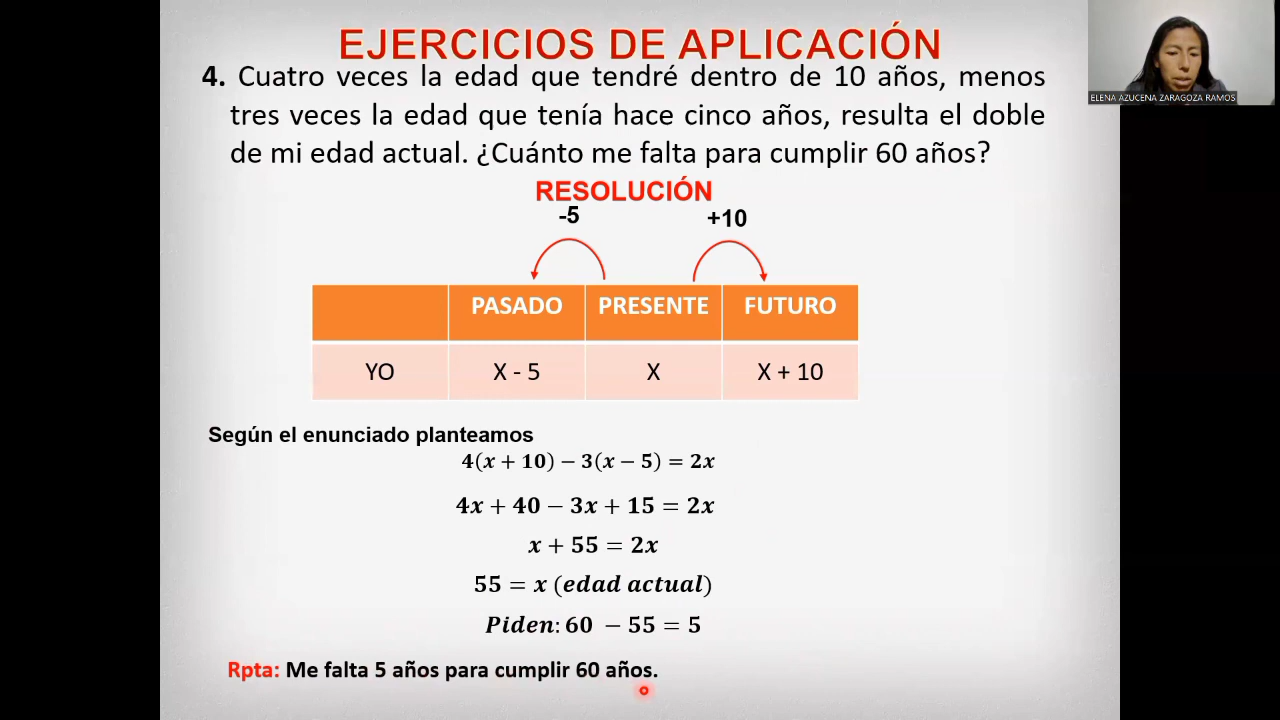 EJERCICIOS DE APLICACIÓN
4. Cuatro veces la edad que tendré dentro de 10 años, menos
tres veces la edad que tenía hace cinco años, resulta el doble
de mi edad actual. ¿Cuánto me falta para cumplir 60 años?
RESOLUCIÓN
-5 +10
PASADO PRESENTE FUTURO
YO X - 5 X X + 10
Según el enunciado planteamos
4(x + 10) − 3(x − 5) = 2x
4x + 40 − 3x + 15 = 2x
x + 55 = 2x
55 = x (edad actual)
Piden: 60 − 55 = 5
Rpta: Me falta 5 años para cumplir 60 años.
ELENA AZUCENA ZARAGOZA RAMOS